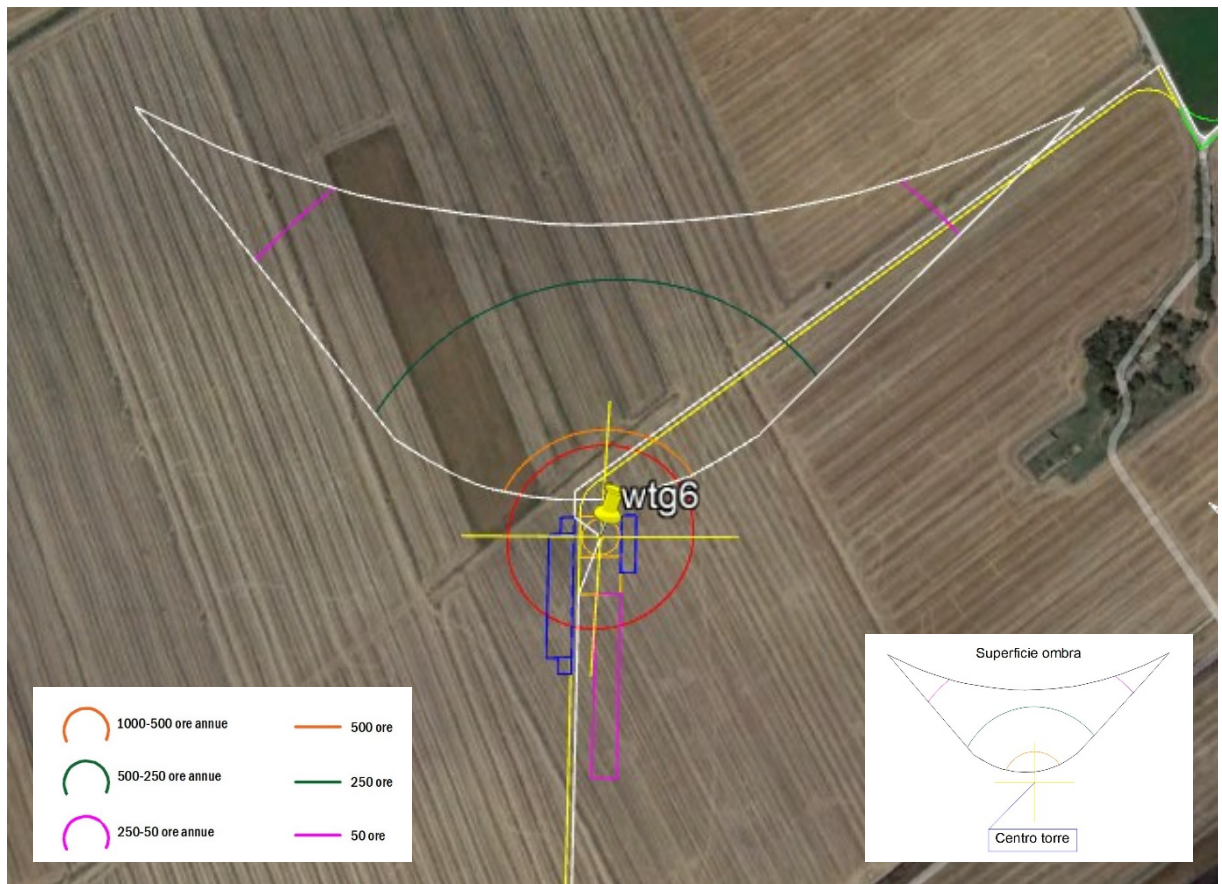 wtg6
1000-500 ore annue
500 ore
500-250 ore annue
250 ore
250-50 ore annue
50 ore
Superficie ombra
Centro torre